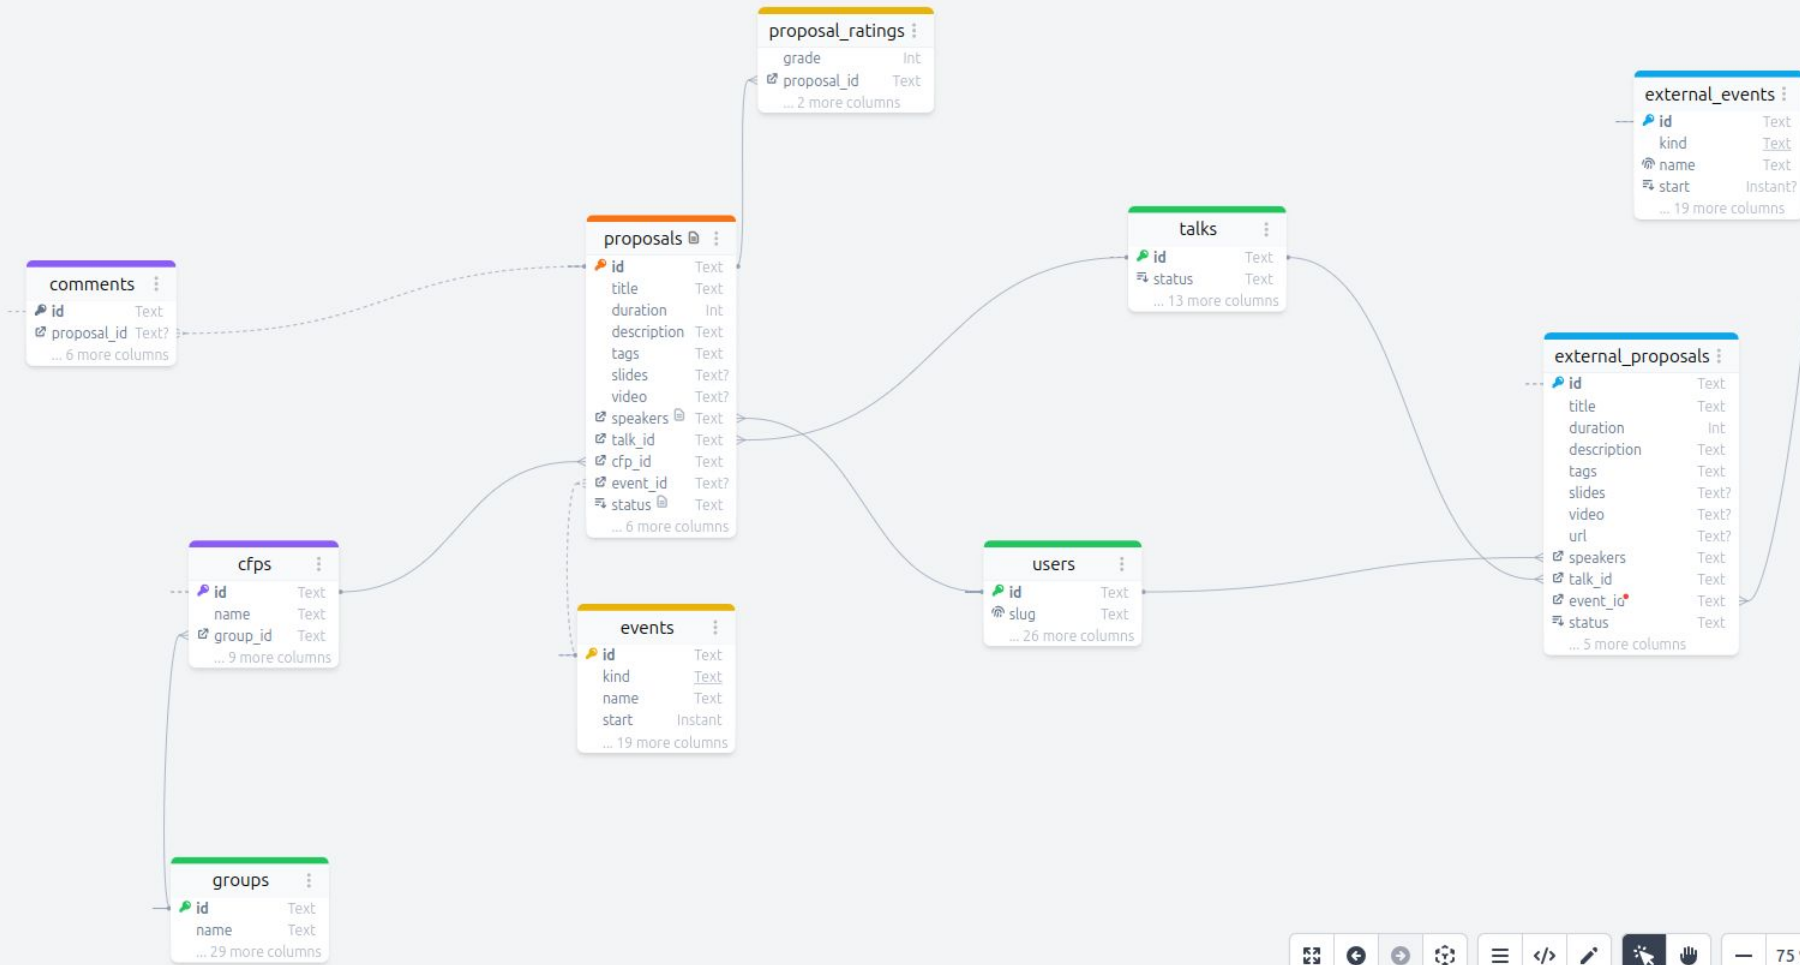 proposal_ratings
grade Int
proposal_id Text
... 2 more columns
external_events
id Text
kind Text
name Text
start Instant?
... 19 more columns
proposals
id Text
title Text
duration Int
description Text
tags Text
slides Text?
video Text?
speakers Text
talk_id Text
cfp_id Text
event_id Text?
status Text
... 6 more columns
talks
id Text
status Text
... 13 more columns
comments
id Text
proposal_id Text?
... 6 more columns
external_proposals
id Text
title Text
duration Int
description Text
tags Text
slides Text?
video Text?
url Text?
speakers Text
talk_id Text
event_id Text
status Text
... 5 more columns
cfps
id Text
name Text
group_id Text
... 9 more columns
users
id Text
slug Text
... 26 more columns
events
id Text
kind Text
name Text
start Instant
... 19 more columns
groups
id Text
name Text
... 29 more columns
75